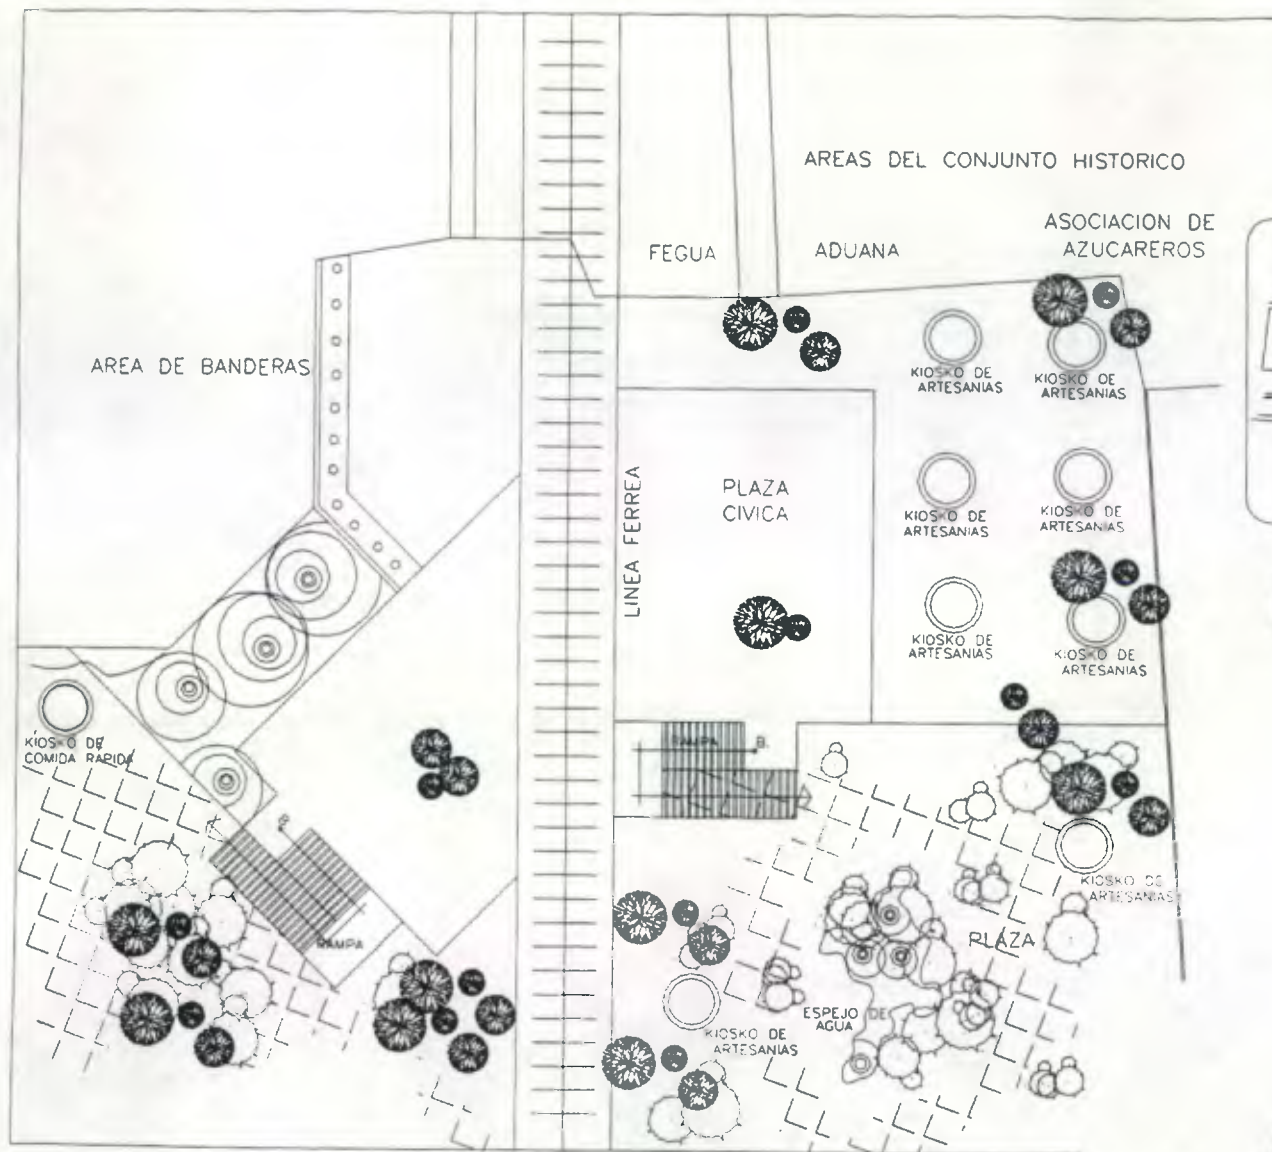 AREAS DEL CONJUNTO HISTORICO
FEGUA
ADUANA
ASOCIACION DE
AZUCAREROS
AREA DE BANDERAS
KIOSKO DE
ARTESANIAS
KIOSKO DE
ARTESANIAS
LINEA FERREA
PLAZA
CIVICA
KIOSKO DE
ARTESANIAS
KIOSKO DE
ARTESANIAS
KIOSKO DE
ARTESANIAS
KIOSKO DE
ARTESANIAS
KIOSKO DE
COMIDA RAPIDA
RAMPA
B.
B
RAMPA
KIOSKO DE
ARTESANIAS
PLAZA
ESPEJO DE
AGUA
KIOSKO DE
ARTESANIAS